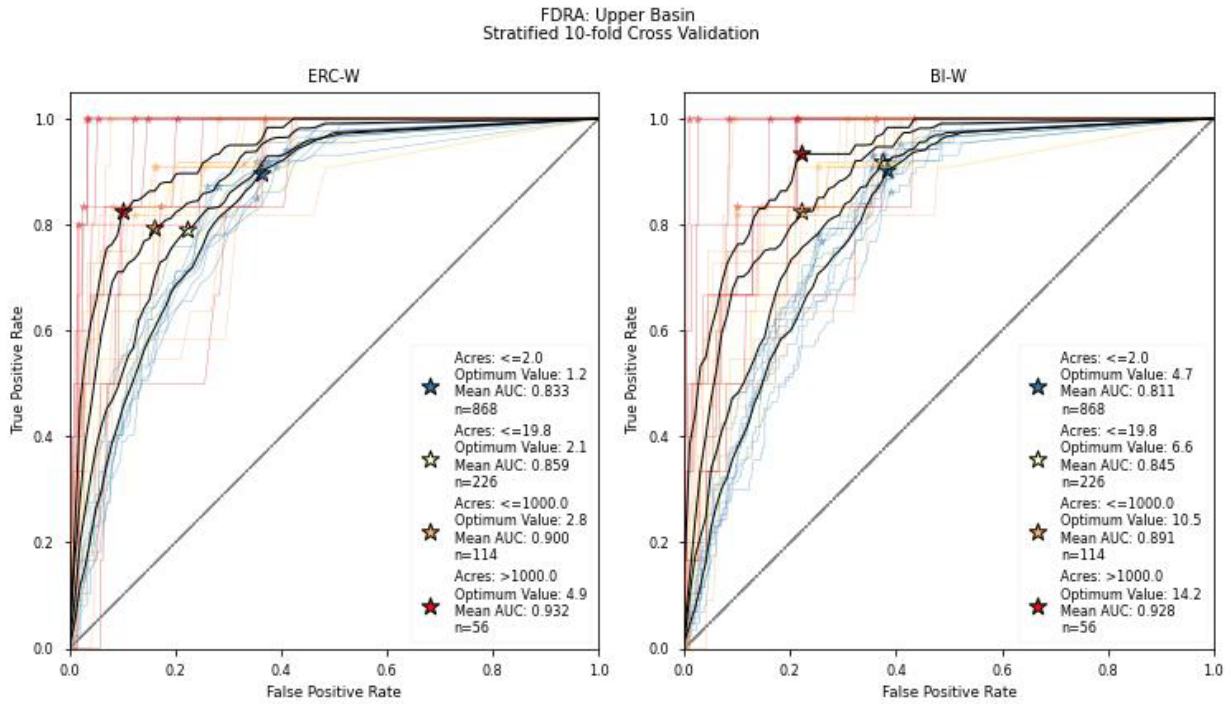 FDRA: Upper Basin
Stratified 10-fold Cross Validation
ERC-W
1.0
0.8
0.6
0.4
0.2
0.0
True Positive Rate
0.0
0.2
0.4
0.6
0.8
1.0
False Positive Rate
Acres: <=2.0
Optimum Value: 1.2
Mean AUC: 0.833
n=868
Acres: <=19.8
Optimum Value: 2.1
Mean AUC: 0.859
n=226
Acres: <=1000.0
Optimum Value: 2.8
Mean AUC: 0.900
n=114
Acres: >1000.0
Optimum Value: 4.9
Mean AUC: 0.932
n=56
BI-W
1.0
0.8
0.6
0.4
0.2
0.0
True Positive Rate
0.0
0.2
0.4
0.6
0.8
1.0
False Positive Rate
Acres: <=2.0
Optimum Value: 4.7
Mean AUC: 0.811
n=868
Acres: <=19.8
Optimum Value: 6.6
Mean AUC: 0.845
n=226
Acres: <=1000.0
Optimum Value: 10.5
Mean AUC: 0.891
n=114
Acres: >1000.0
Optimum Value: 14.2
Mean AUC: 0.928
n=56